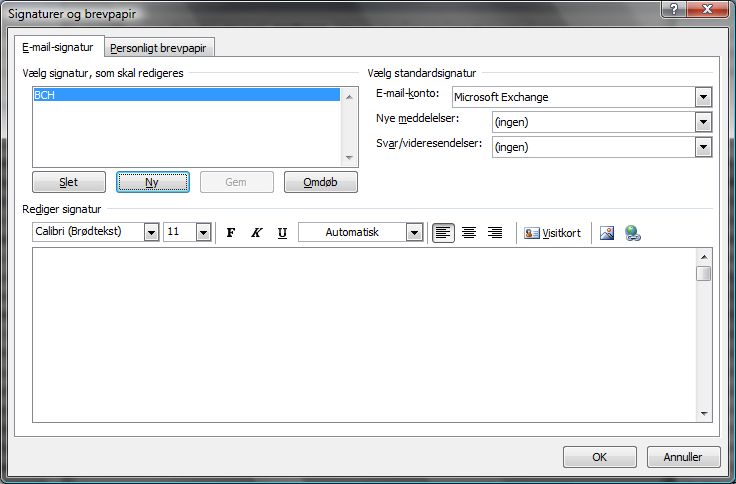 Signaturer og brevpapir
E-mail-signatur
Personligt brevpapir
Vælg signatur, som skal redigeres
BCH
Slet
Ny
Gem
Omdøb
Vælg standardsignatur
E-mail-konto: Microsoft Exchange
Nye meddelelser: (ingen)
Svar/videresendelser: (ingen)
Rediger signatur
Calibri (Brødtekst) 11 F K U Automatisk Visitkort
OK
Annuller